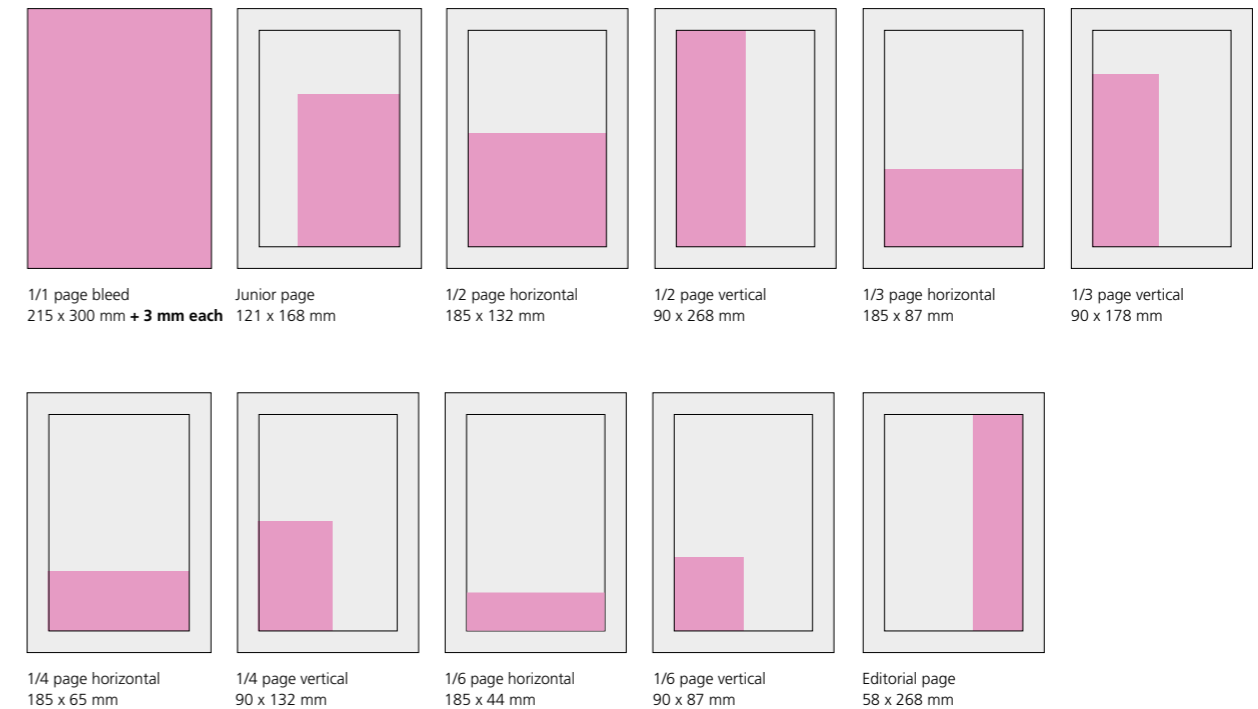 1/1 page bleed
215 x 300 mm + 3 mm each
Junior page
121 x 168 mm
1/2 page horizontal
185 x 132 mm
1/2 page vertical
90 x 268 mm
1/3 page horizontal
185 x 87 mm
1/3 page vertical
90 x 178 mm
1/4 page horizontal
185 x 65 mm
1/4 page vertical
90 x 132 mm
1/6 page horizontal
185 x 44 mm
1/6 page vertical
90 x 87 mm
Editorial page
58 x 268 mm